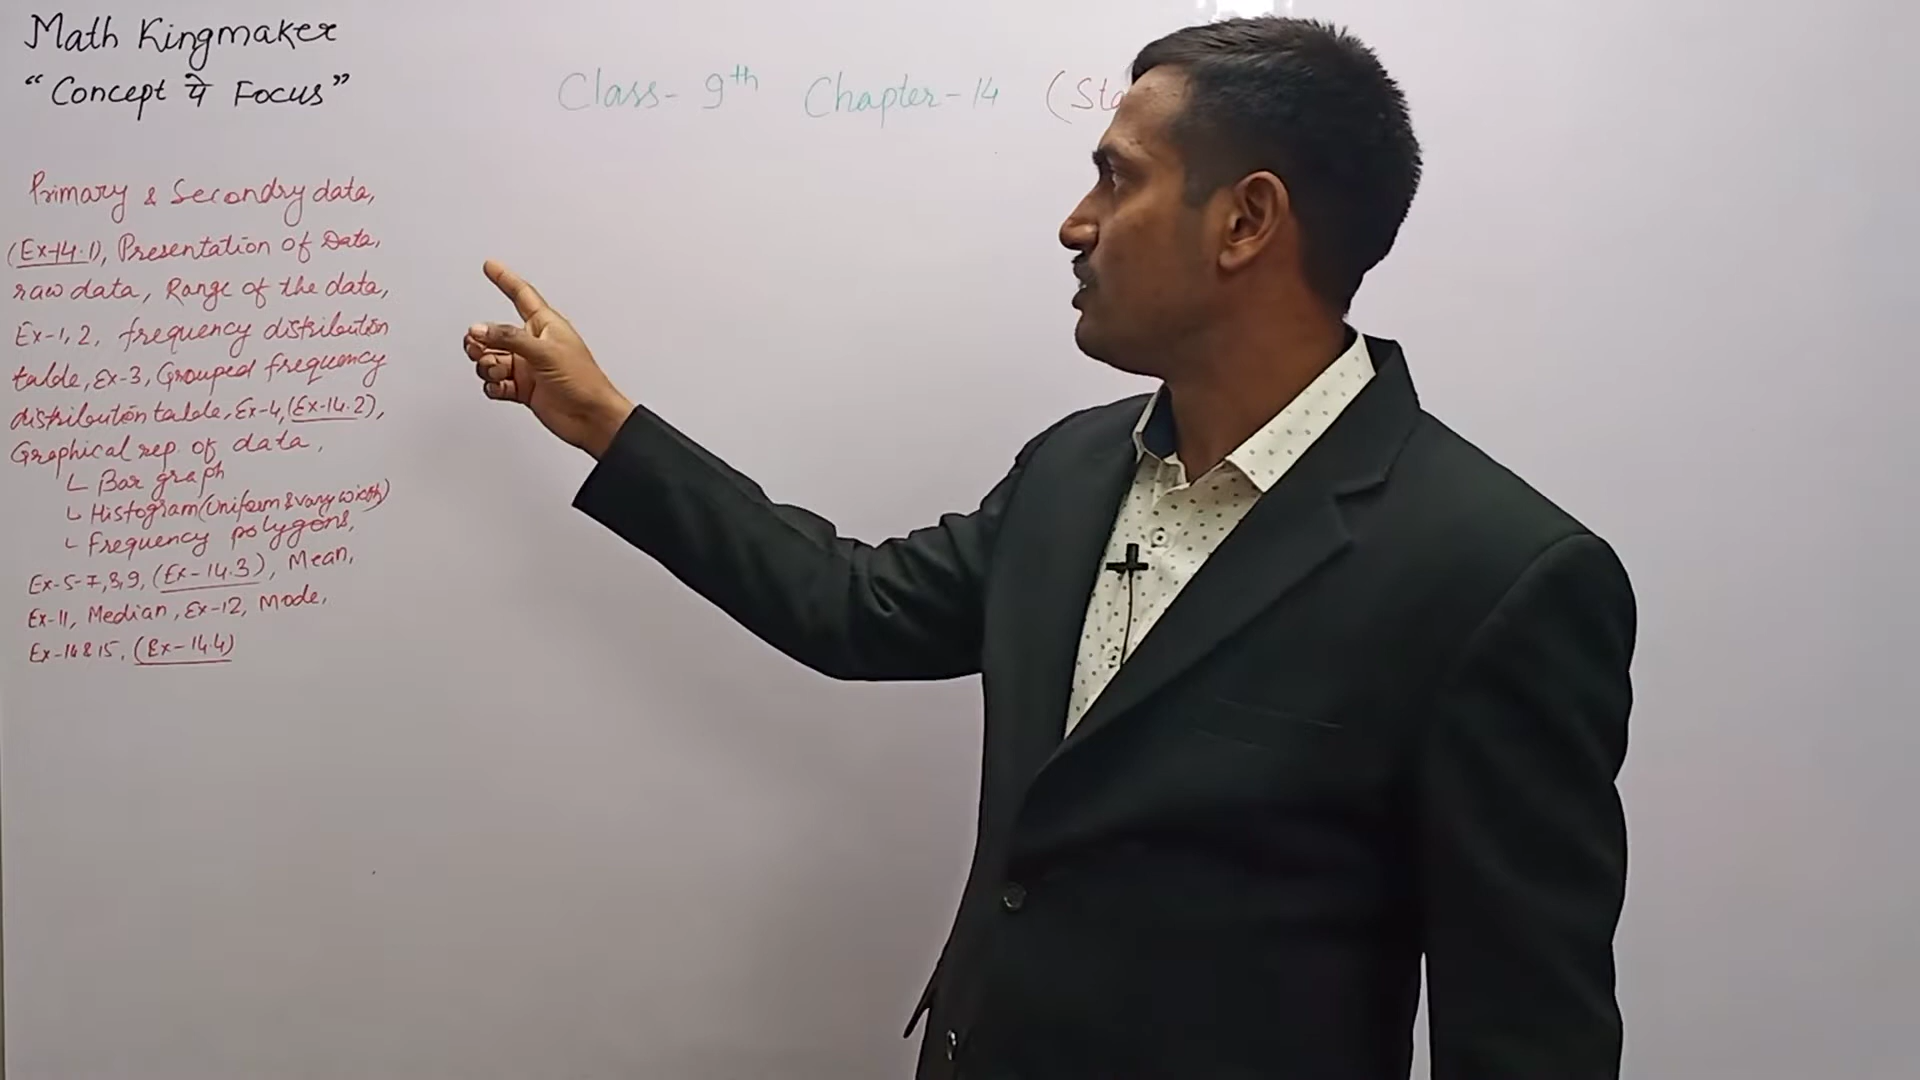 Math Kingmaker
"Concept पे Focus"
Class- 9th Chapter-14 (Sta
Primary & Secondry data,
(Ex-14.1), Presentation of Data,
raw data, Range of the data,
Ex-1, 2, frequency distribution
table, Ex-3, Grouped frequency
distribution table, Ex-4, (Ex-14.2),
Graphical rep. of data,
Bar graph
Histogram (Uniform & vary width)
Frequency polygons,
Ex-5-7,8,9, (Ex-14.3), Mean,
Ex-11, Median, Ex-12, Mode,
Ex-14 & 15, (Ex-14.4)